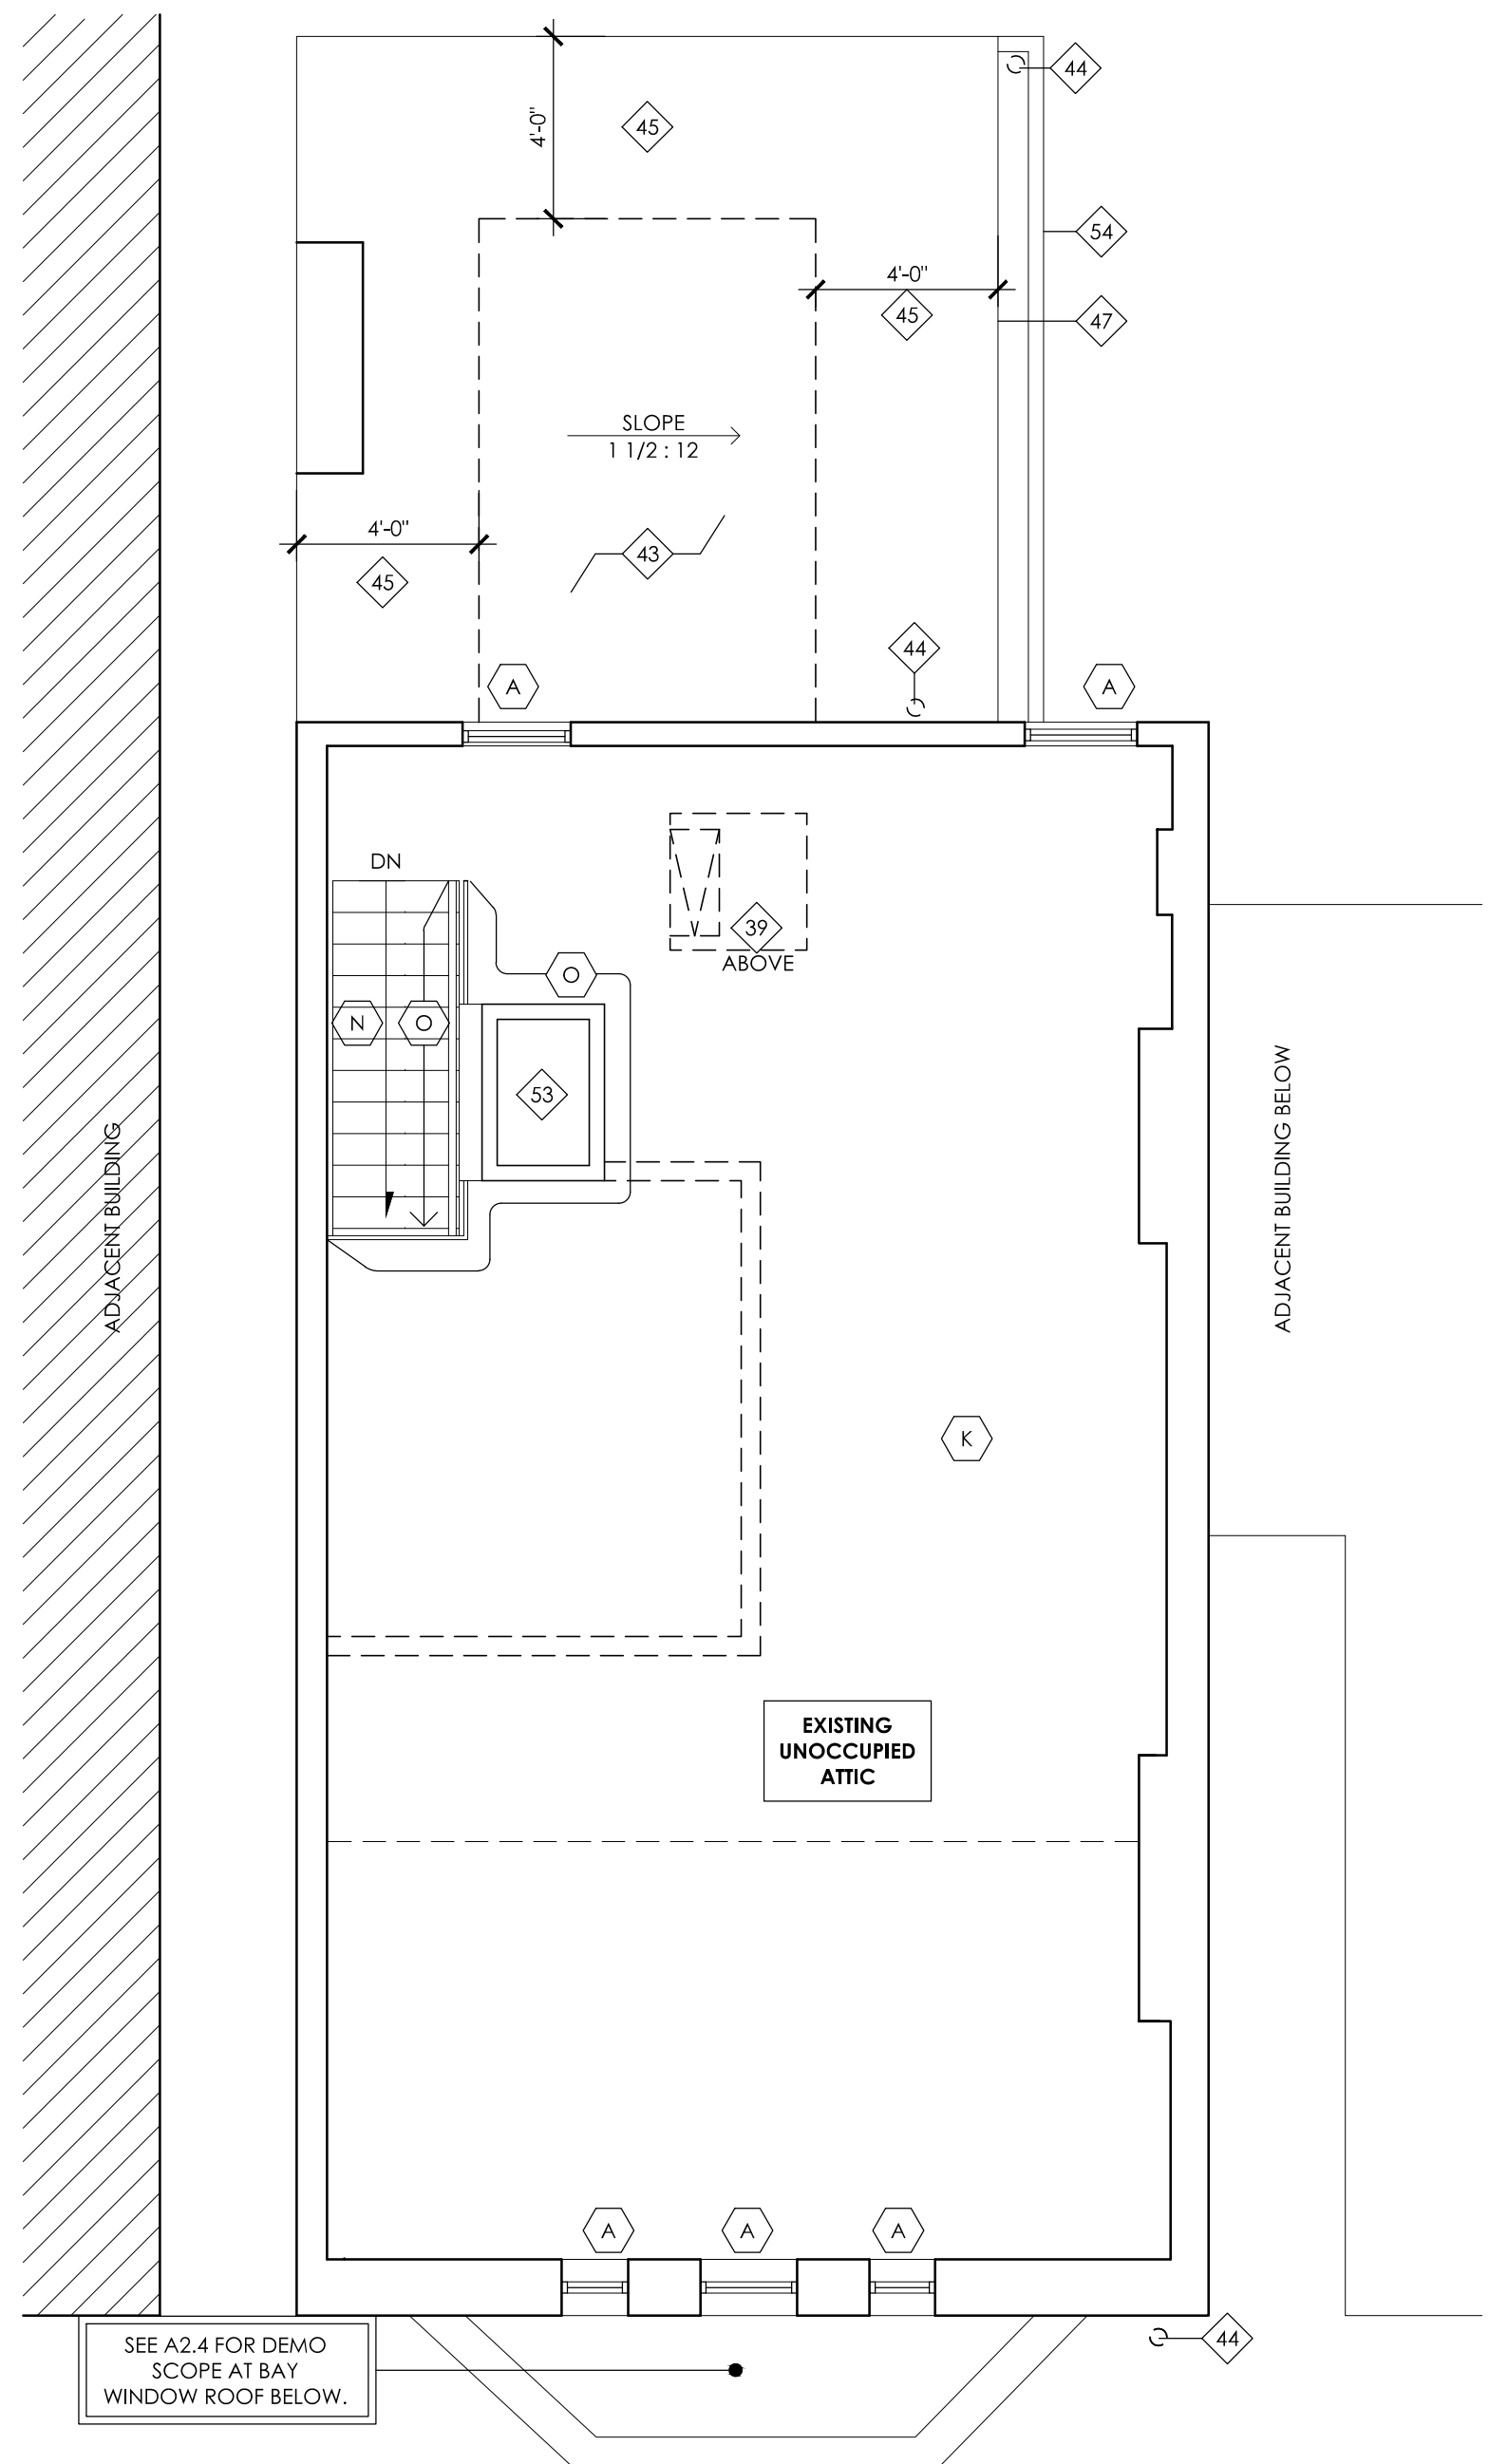 44
4'-0"
45
54
4'-0"
45
47
SLOPE
1 1/2 : 12
4'-0"
43
45
44
A
A
DN
39
ABOVE
O
N
O
53
ADJACENT BUILDING
ADJACENT BUILDING BELOW
K
EXISTING
UNOCCUPIED
ATTIC
A
A
A
SEE A2.4 FOR DEMO
SCOPE AT BAY
WINDOW ROOF BELOW.
44